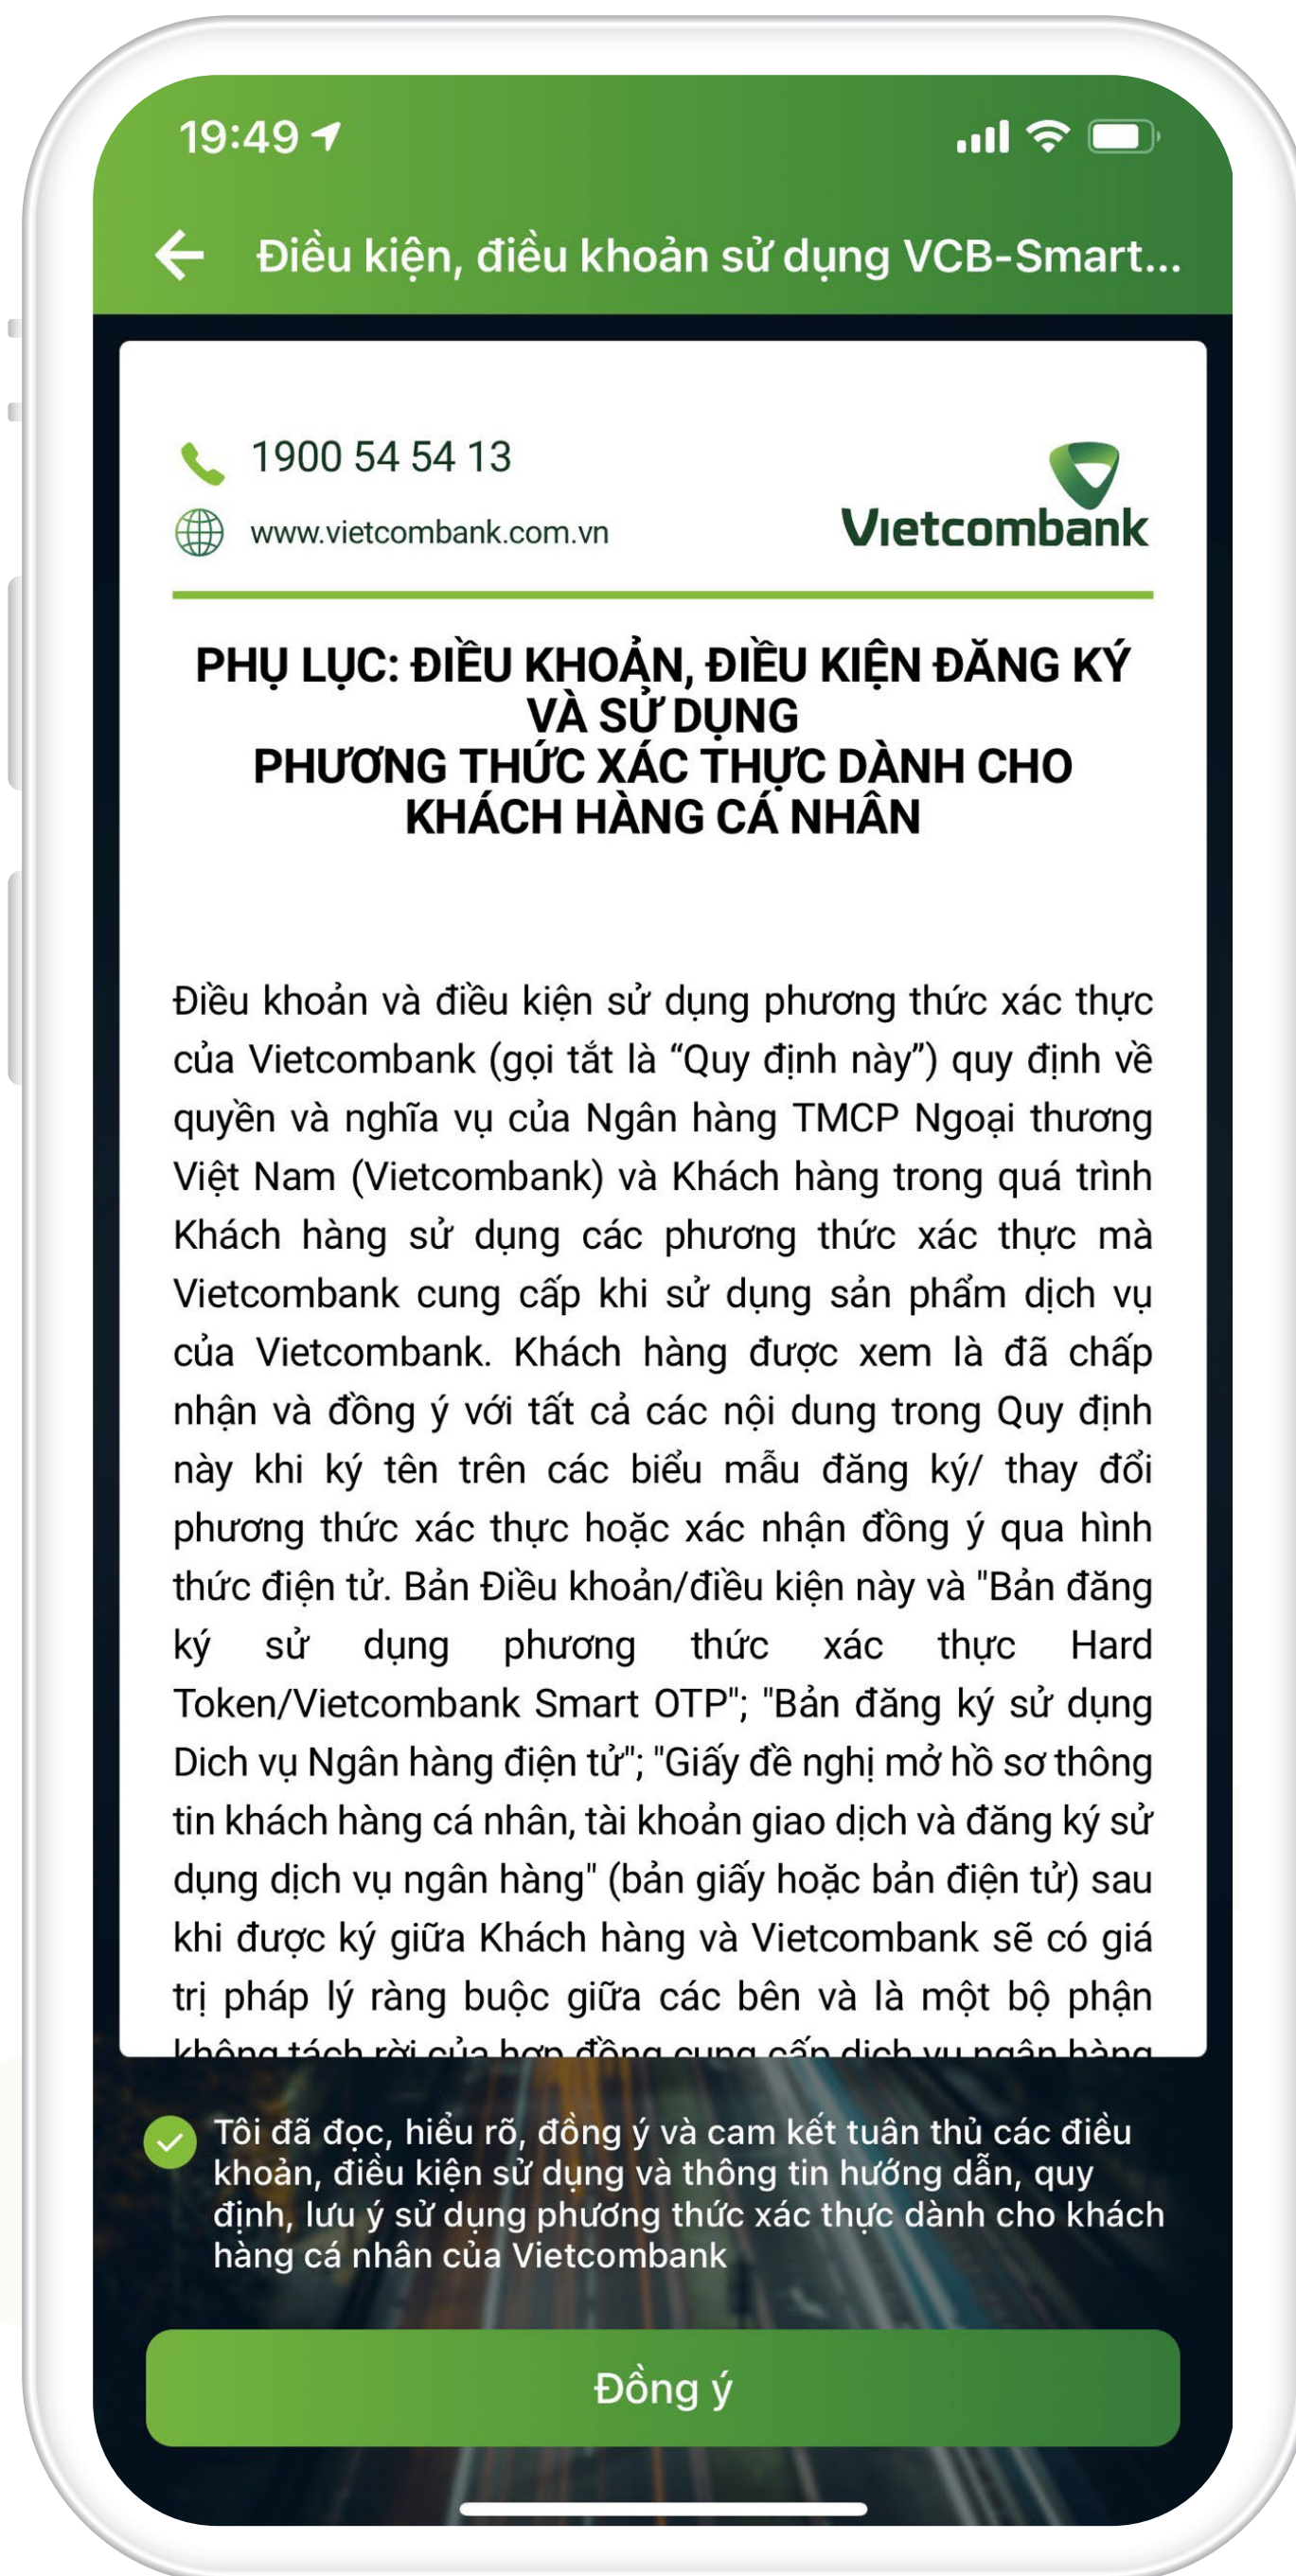 19:49
Điều kiện, điều khoản sử dụng VCB-Smart...
1900 54 54 13
www.vietcombank.com.vn
Vietcombank
PHỤ LỤC: ĐIỀU KHOẢN, ĐIỀU KIỆN ĐĂNG KÝ
VÀ SỬ DỤNG
PHƯƠNG THỨC XÁC THỰC DÀNH CHO
KHÁCH HÀNG CÁ NHÂN
Điều khoản và điều kiện sử dụng phương thức xác thực
của Vietcombank (gọi tắt là “Quy định này”) quy định về
quyền và nghĩa vụ của Ngân hàng TMCP Ngoại thương
Việt Nam (Vietcombank) và Khách hàng trong quá trình
Khách hàng sử dụng các phương thức xác thực mà
Vietcombank cung cấp khi sử dụng sản phẩm dịch vụ
của Vietcombank. Khách hàng được xem là đã chấp
nhận và đồng ý với tất cả các nội dung trong Quy định
này khi ký tên trên các biểu mẫu đăng ký/ thay đổi
phương thức xác thực hoặc xác nhận đồng ý qua hình
thức điện tử. Bản Điều khoản/điều kiện này và "Bản đăng
ký sử dụng phương thức xác thực Hard
Token/Vietcombank Smart OTP"; "Bản đăng ký sử dụng
Dich vụ Ngân hàng điện tử"; "Giấy đề nghị mở hồ sơ thông
tin khách hàng cá nhân, tài khoản giao dịch và đăng ký sử
dụng dịch vụ ngân hàng" (bản giấy hoặc bản điện tử) sau
khi được ký giữa Khách hàng và Vietcombank sẽ có giá
trị pháp lý ràng buộc giữa các bên và là một bộ phận
không tách rời của hợp đồng cung cấp dịch vụ ngân hàng
Tôi đã đọc, hiểu rõ, đồng ý và cam kết tuân thủ các điều
khoản, điều kiện sử dụng và thông tin hướng dẫn, quy
định, lưu ý sử dụng phương thức xác thực dành cho khách
hàng cá nhân của Vietcombank
Đồng ý